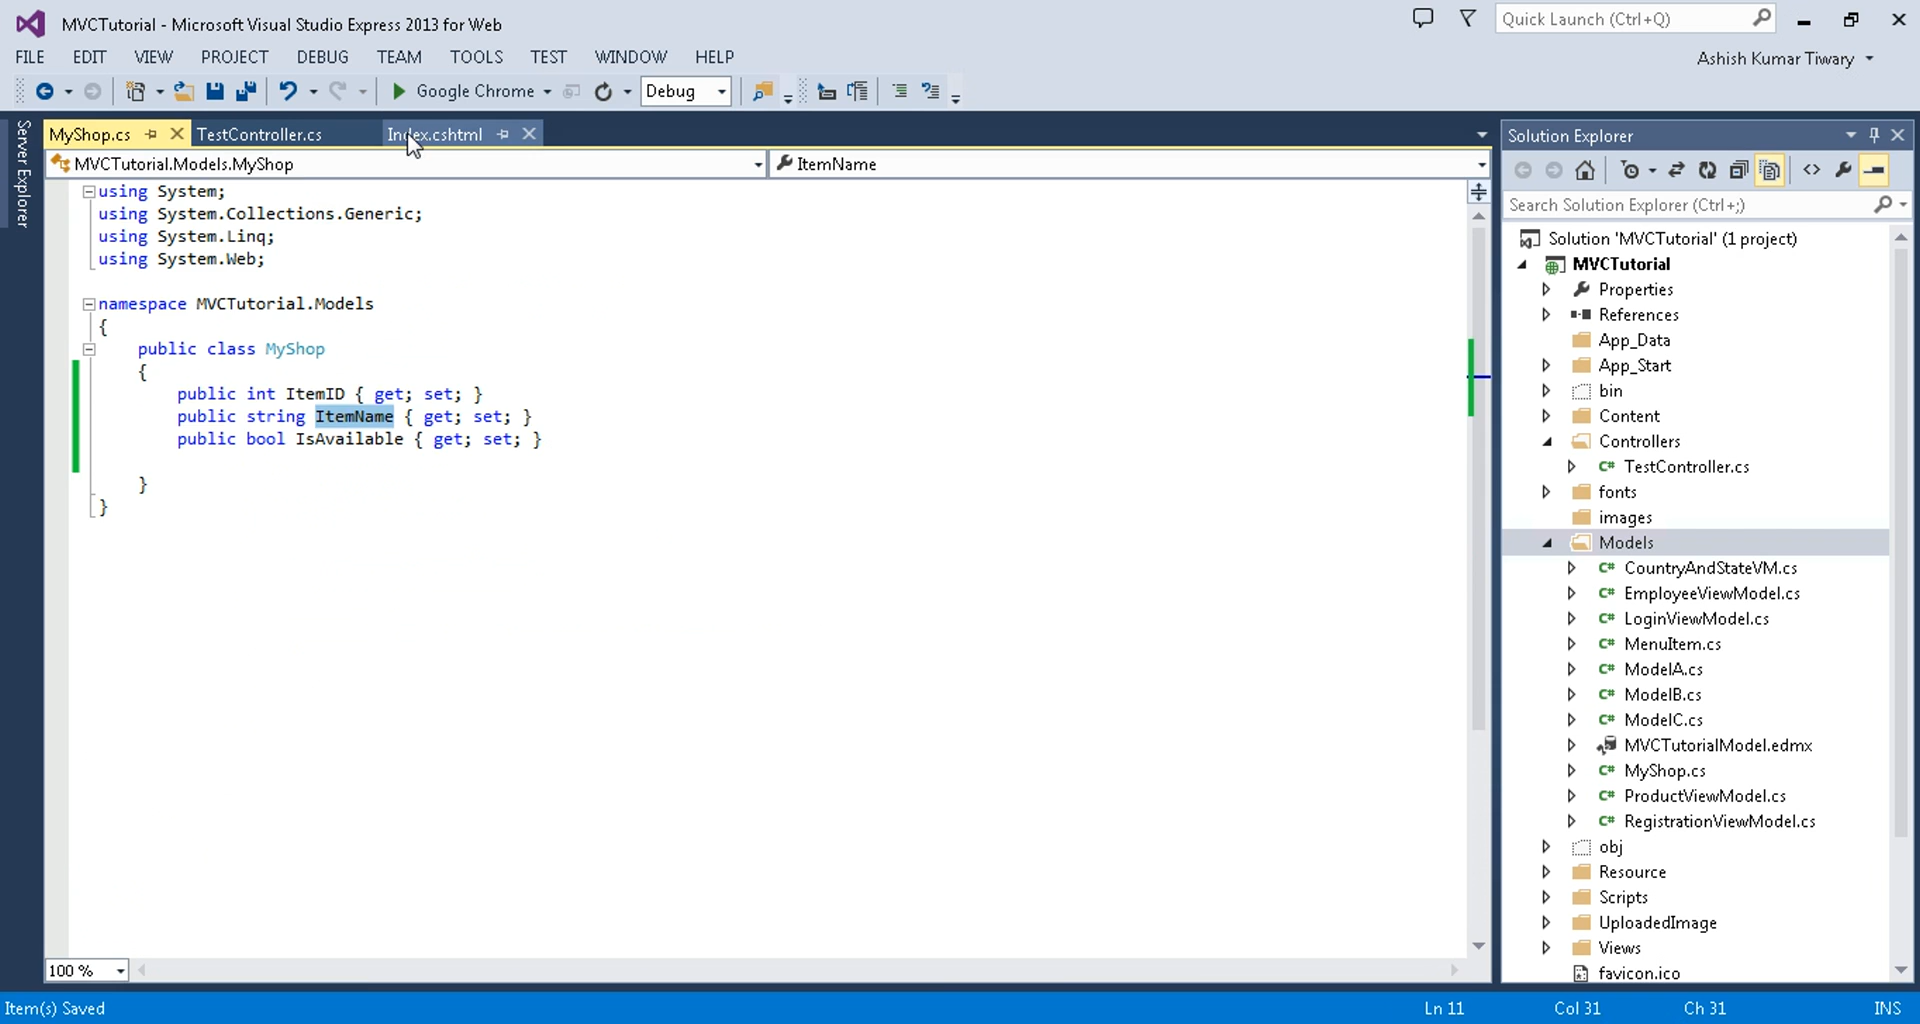 MVCTutorial - Microsoft Visual Studio Express 2013 for Web
Quick Launch (Ctrl+Q)
FILE EDIT VIEW PROJECT DEBUG TEAM TOOLS TEST WINDOW HELP
Ashish Kumar Tiwary
Google Chrome Debug
Server Explorer
MyShop.cs TestController.cs Index.cshtml
MVCTutorial.Models.MyShop ItemName
using System;
using System.Collections.Generic;
using System.Linq;
using System.Web;
namespace MVCTutorial.Models
{
public class MyShop
{
public int ItemID { get; set; }
public string ItemName { get; set; }
public bool IsAvailable { get; set; }
}
}
100 %
Solution Explorer
Search Solution Explorer (Ctrl+;)
Solution 'MVCTutorial' (1 project)
MVCTutorial
Properties
References
App_Data
App_Start
bin
Content
Controllers
C# TestController.cs
fonts
images
Models
C# CountryAndStateVM.cs
C# EmployeeViewModel.cs
C# LoginViewModel.cs
C# MenuItem.cs
C# ModelA.cs
C# ModelB.cs
C# ModelC.cs
MVCTutorialModel.edmx
C# MyShop.cs
C# ProductViewModel.cs
C# RegistrationViewModel.cs
obj
Resource
Scripts
UploadedImage
Views
favicon.ico
Item(s) Saved Ln 11 Col 31 Ch 31 INS